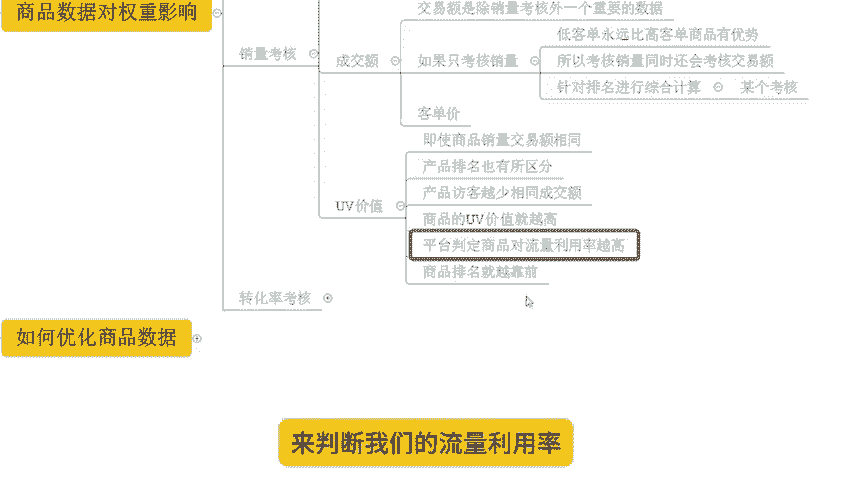 商品数据对权重影响
交易额是除销量考核外一个重要的数据
低客单永远比高客单商品有优势
销量考核
成交额
如果只考核销量
所以考核销量同时还会考核交易额
针对排名进行综合计算
某个考核
客单价
即使商品销量交易额相同
产品排名也有所区分
产品访客越少相同成交额
UV价值
商品的UV价值就越高
平台判定商品对流量利用率越高
商品排名就越靠前
转化率考核
如何优化商品数据
来判断我们的流量利用率